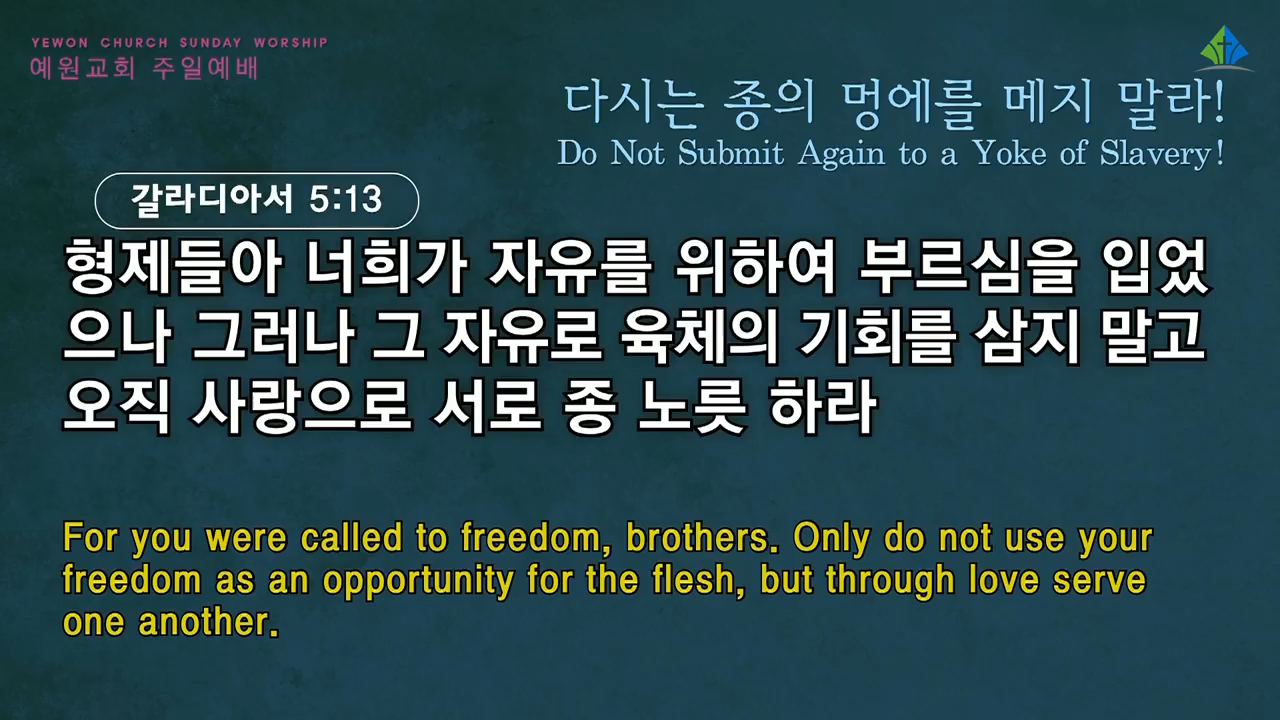 YEWON CHURCH SUNDAY WORSHIP
예원교회 주일예배
다시는 종의 멍에를 메지 말라!
Do Not Submit Again to a Yoke of Slavery!
갈라디아서 5:13
형제들아 너희가 자유를 위하여 부르심을 입었
으나 그러나 그 자유로 육체의 기회를 삼지 말고
오직 사랑으로 서로 종 노릇 하라
For you were called to freedom, brothers. Only do not use your
freedom as an opportunity for the flesh, but through love serve
one another.